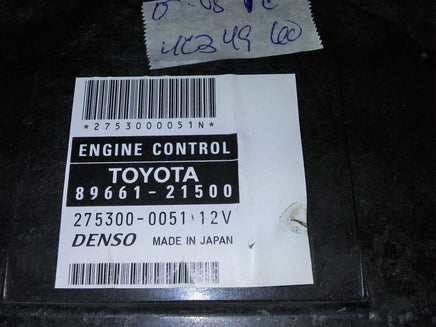 *2753000051N*
ENGINE CONTROL
TOYOTA
89661-21500
275300-0051 12V
DENSO MADE IN JAPAN